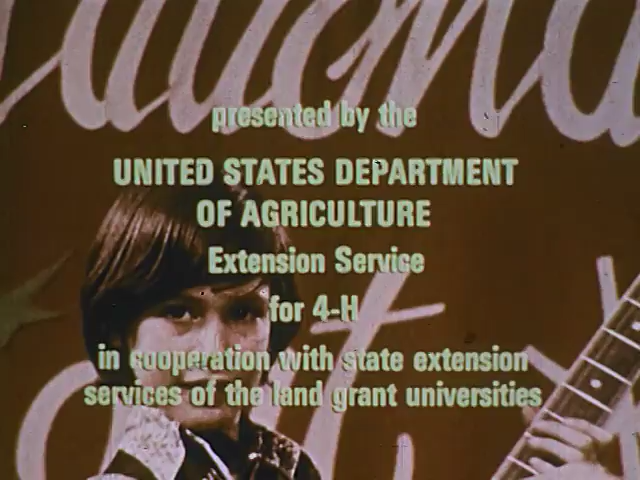 presented by the
UNITED STATES DEPARTMENT
OF AGRICULTURE
Extension Service
for 4-H
in cooperation with state extension
services of the land grant universities